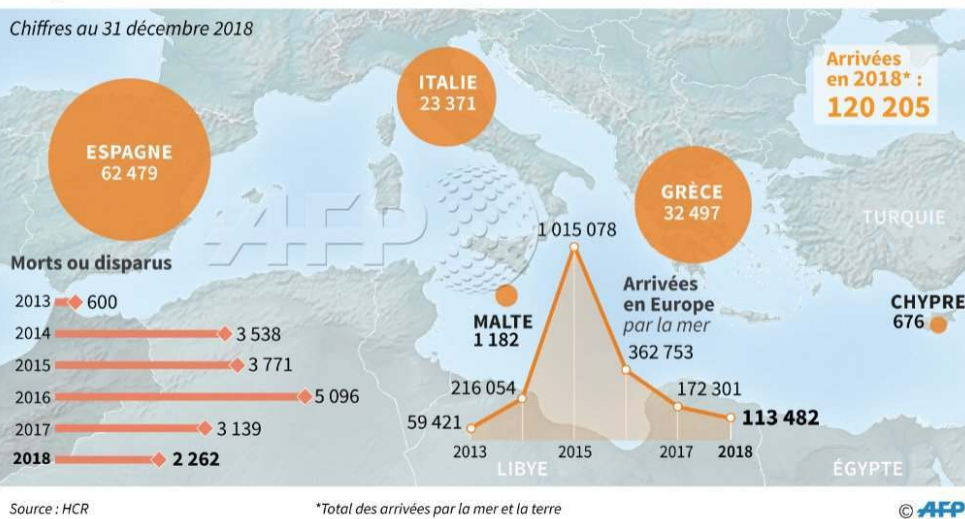 Chiffres au 31 décembre 2018
Arrivées
en 2018* :
120 205
ITALIE
23 371
ESPAGNE
62 479
GRÈCE
32 497
TURQUIE
AFP
Morts ou disparus
2013 600
2014 3 538
2015 3 771
2016 5 096
2017 3 139
2018 2 262
MALTE
1 182
CHYPRE
676
Arrivées
en Europe
par la mer
1 015 078
362 753
216 054
172 301
59 421
113 482
2013 2015 2017 2018
LIBYE
ÉGYPTE
Source : HCR
*Total des arrivées par la mer et la terre
© AFP